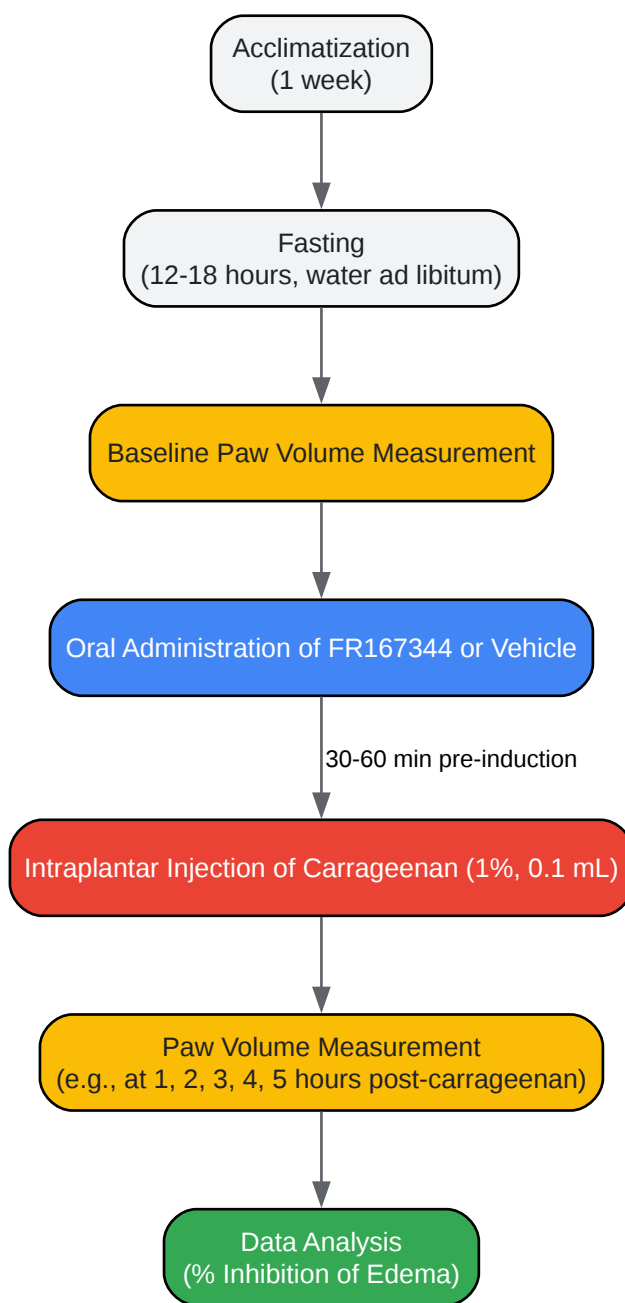 Acclimatization
(1 week)
Fasting
(12-18 hours, water ad libitum)
Baseline Paw Volume Measurement
Oral Administration of FR167344 or Vehicle
30-60 min pre-induction
Intraplantar Injection of Carrageenan (1%, 0.1 mL)
Paw Volume Measurement
(e.g., at 1, 2, 3, 4, 5 hours post-carrageenan)
Data Analysis
(% Inhibition of Edema)